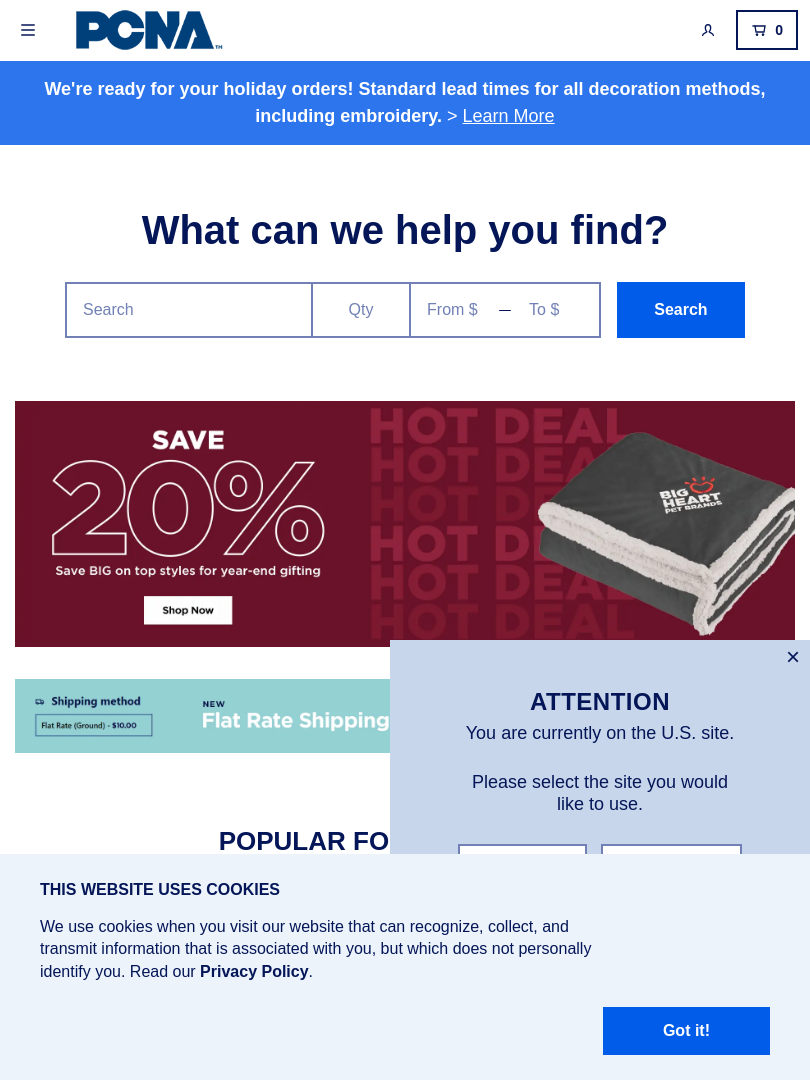 PCNA™
0
We're ready for your holiday orders! Standard lead times for all decoration methods,
including embroidery. > Learn More
What can we help you find?
Search
Qty
From $ — To $
Search
SAVE
20%
Save BIG on top styles for year-end gifting
Shop Now
HOT DEAL
HOT DEAL
HOT DE
HOT DE
HOT DEAL
HOT DEAL
BIG
HEART
PET BRANDS
Shipping method
Flat Rate (Ground) - $10.00
NEW
Flat Rate Shipping
×
ATTENTION
You are currently on the U.S. site.
Please select the site you would
like to use.
POPULAR FO
THIS WEBSITE USES COOKIES
We use cookies when you visit our website that can recognize, collect, and
transmit information that is associated with you, but which does not personally
identify you. Read our Privacy Policy.
Got it!